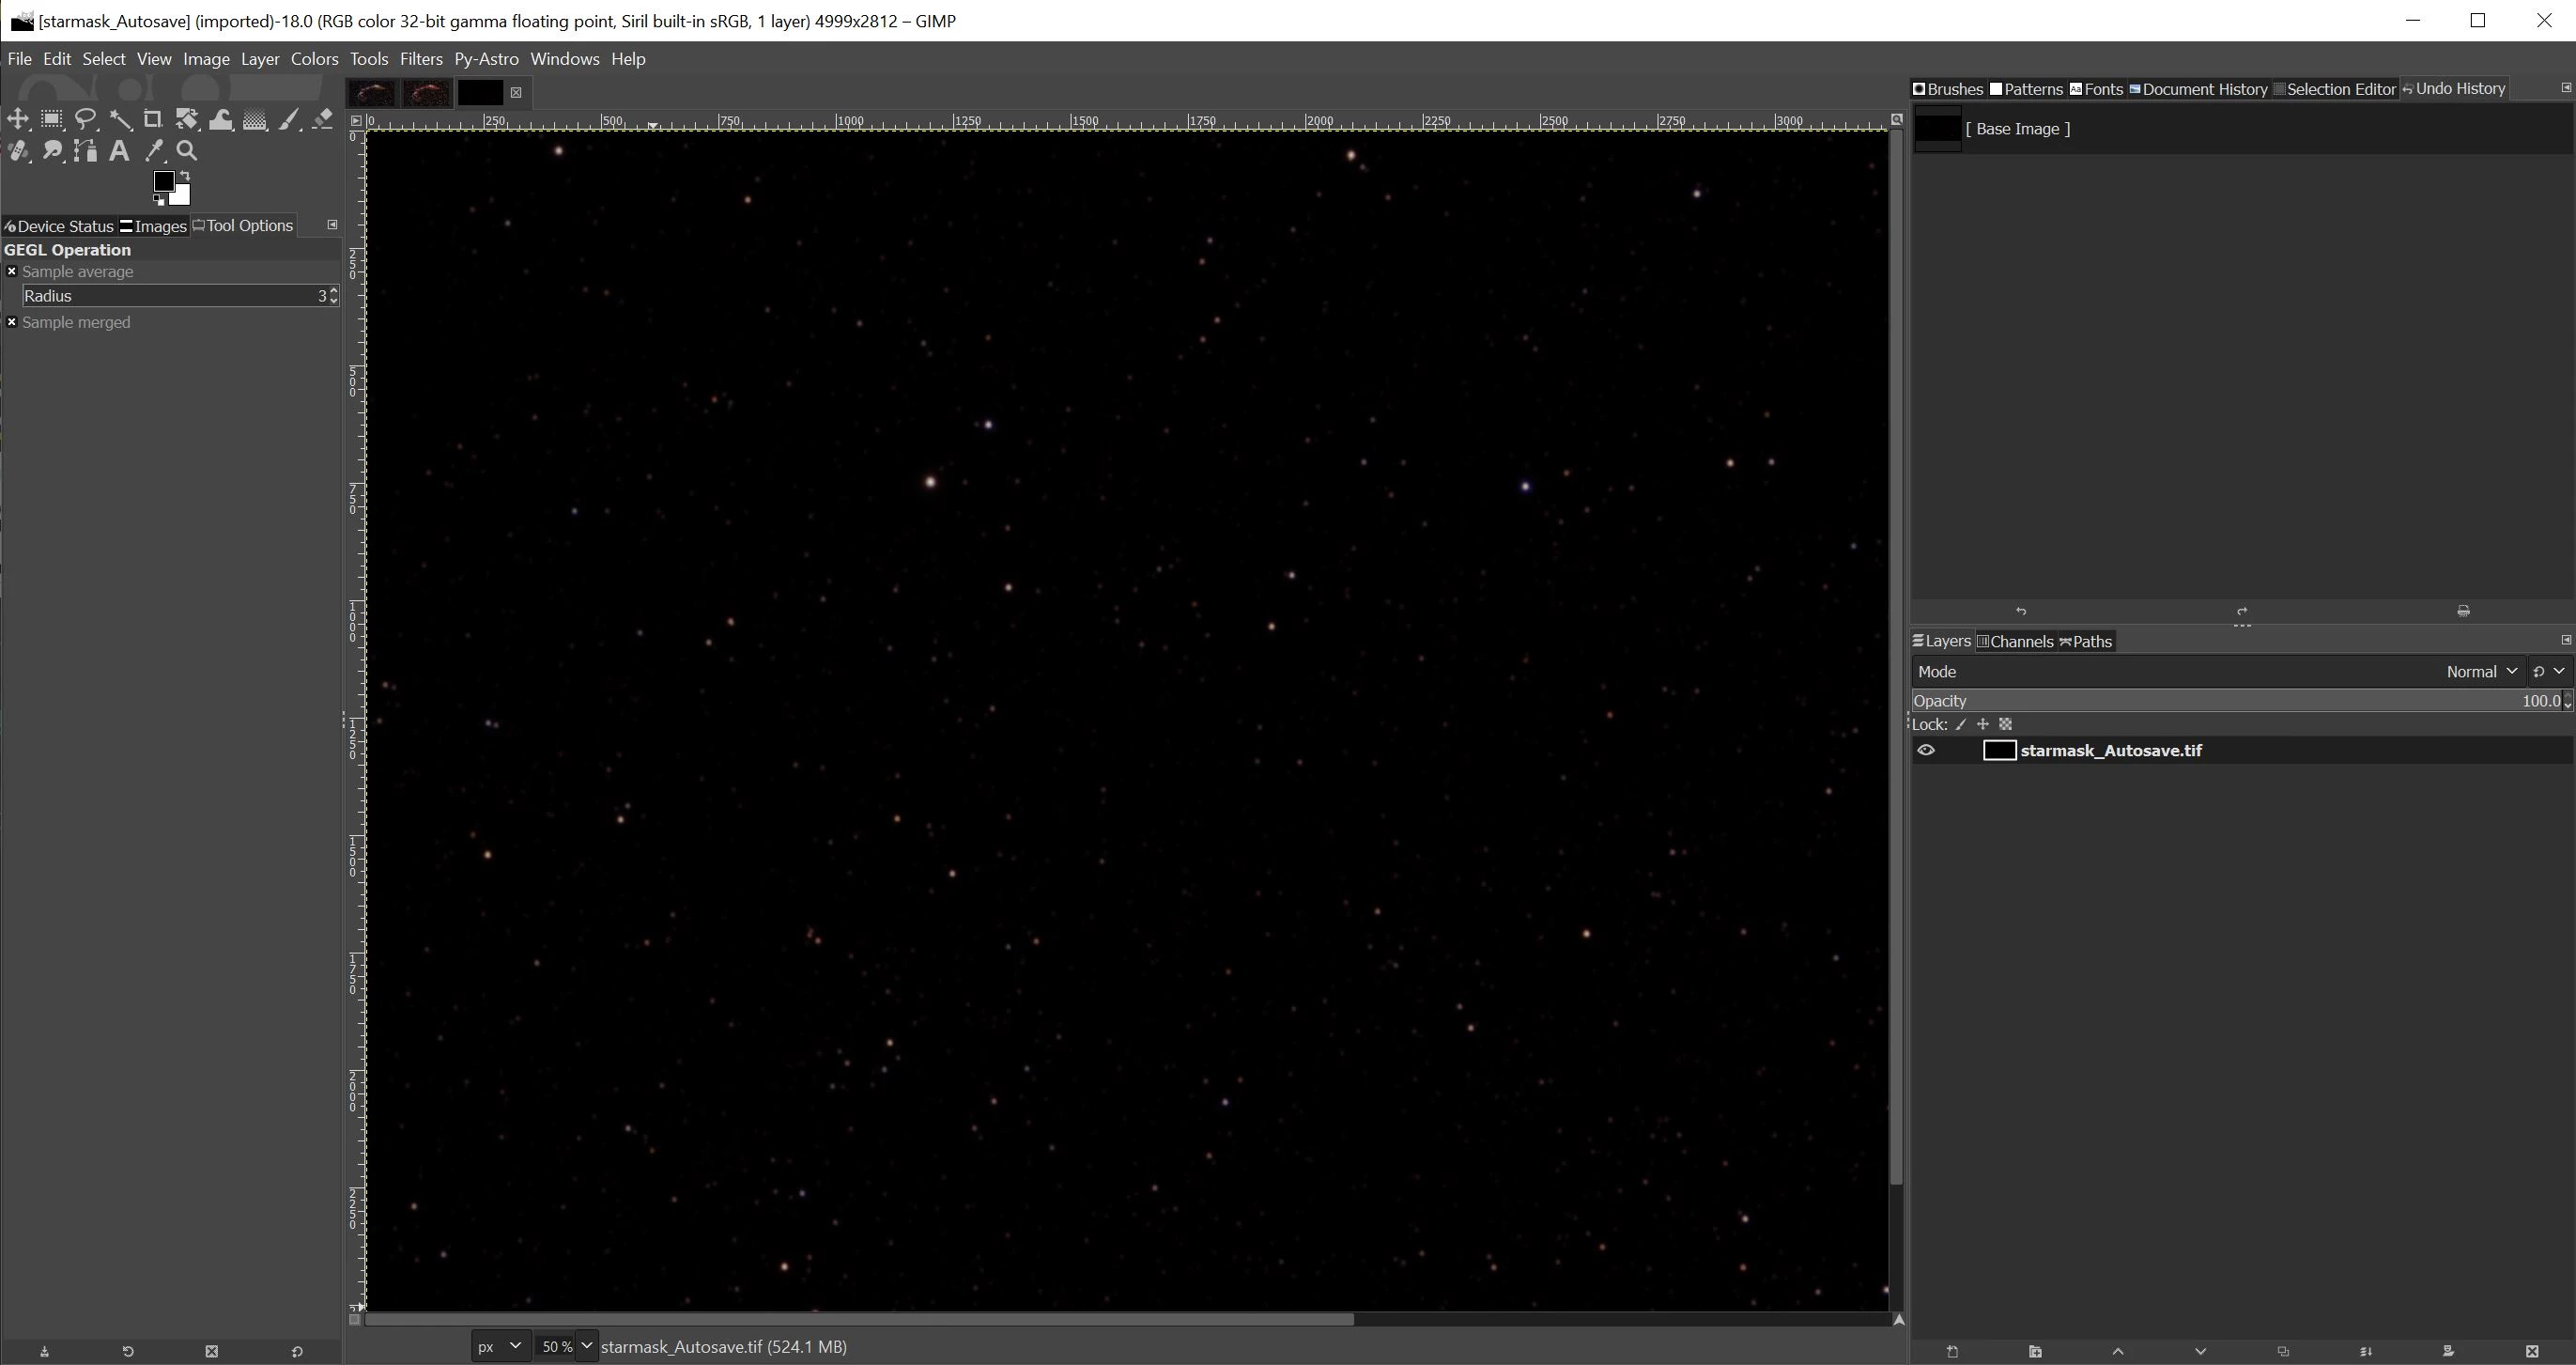 [starmask_Autosave] (imported)-18.0 (RGB color 32-bit gamma floating point, Siril built-in sRGB, 1 layer) 4999x2812 – GIMP
File Edit Select View Image Layer Colors Tools Filters Py-Astro Windows Help
Brushes Patterns Aa Fonts Document History Selection Editor Undo History
0 250 500 750 1000 1250 1500 1750 2000 2250 2500 2750 3000
[ Base Image ]
A
Device Status Images Tool Options
GEGL Operation
Sample average
Radius 3
Sample merged
0
250
500
750
1000
1250
1500
1750
2000
2250
Layers Channels Paths
Mode Normal
Opacity 100.0
Lock:
starmask_Autosave.tif
px 50 % starmask_Autosave.tif (524.1 MB)